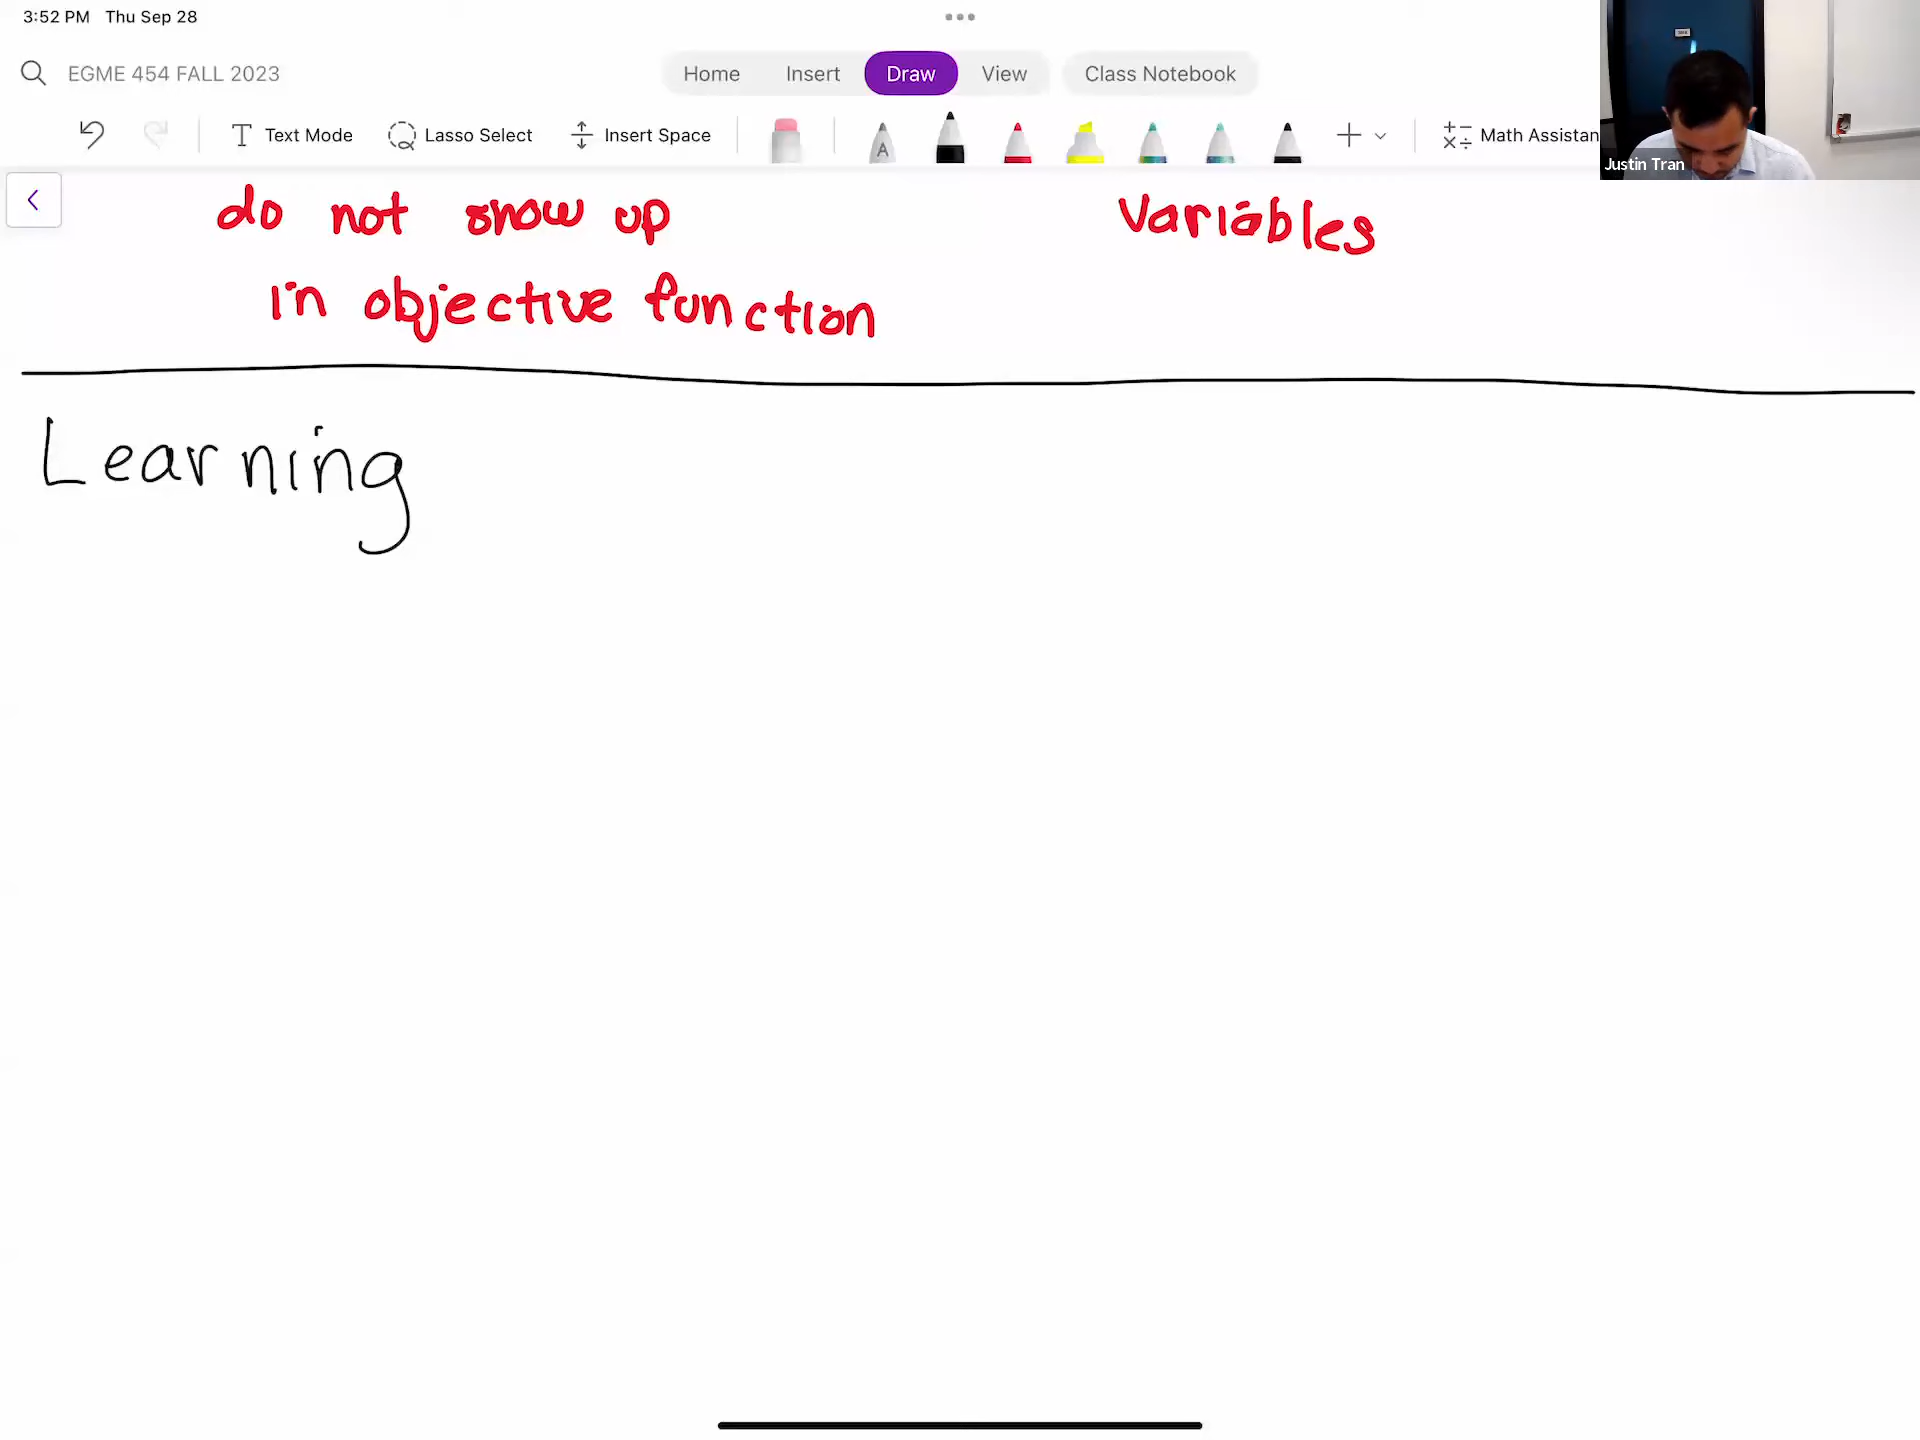 3:52 PM Thu Sep 28
EGME 454 FALL 2023
Home Insert Draw View Class Notebook
Text Mode Lasso Select Insert Space A Math Assistan
Justin Tran
do not show up Variables
in objective function
Learning